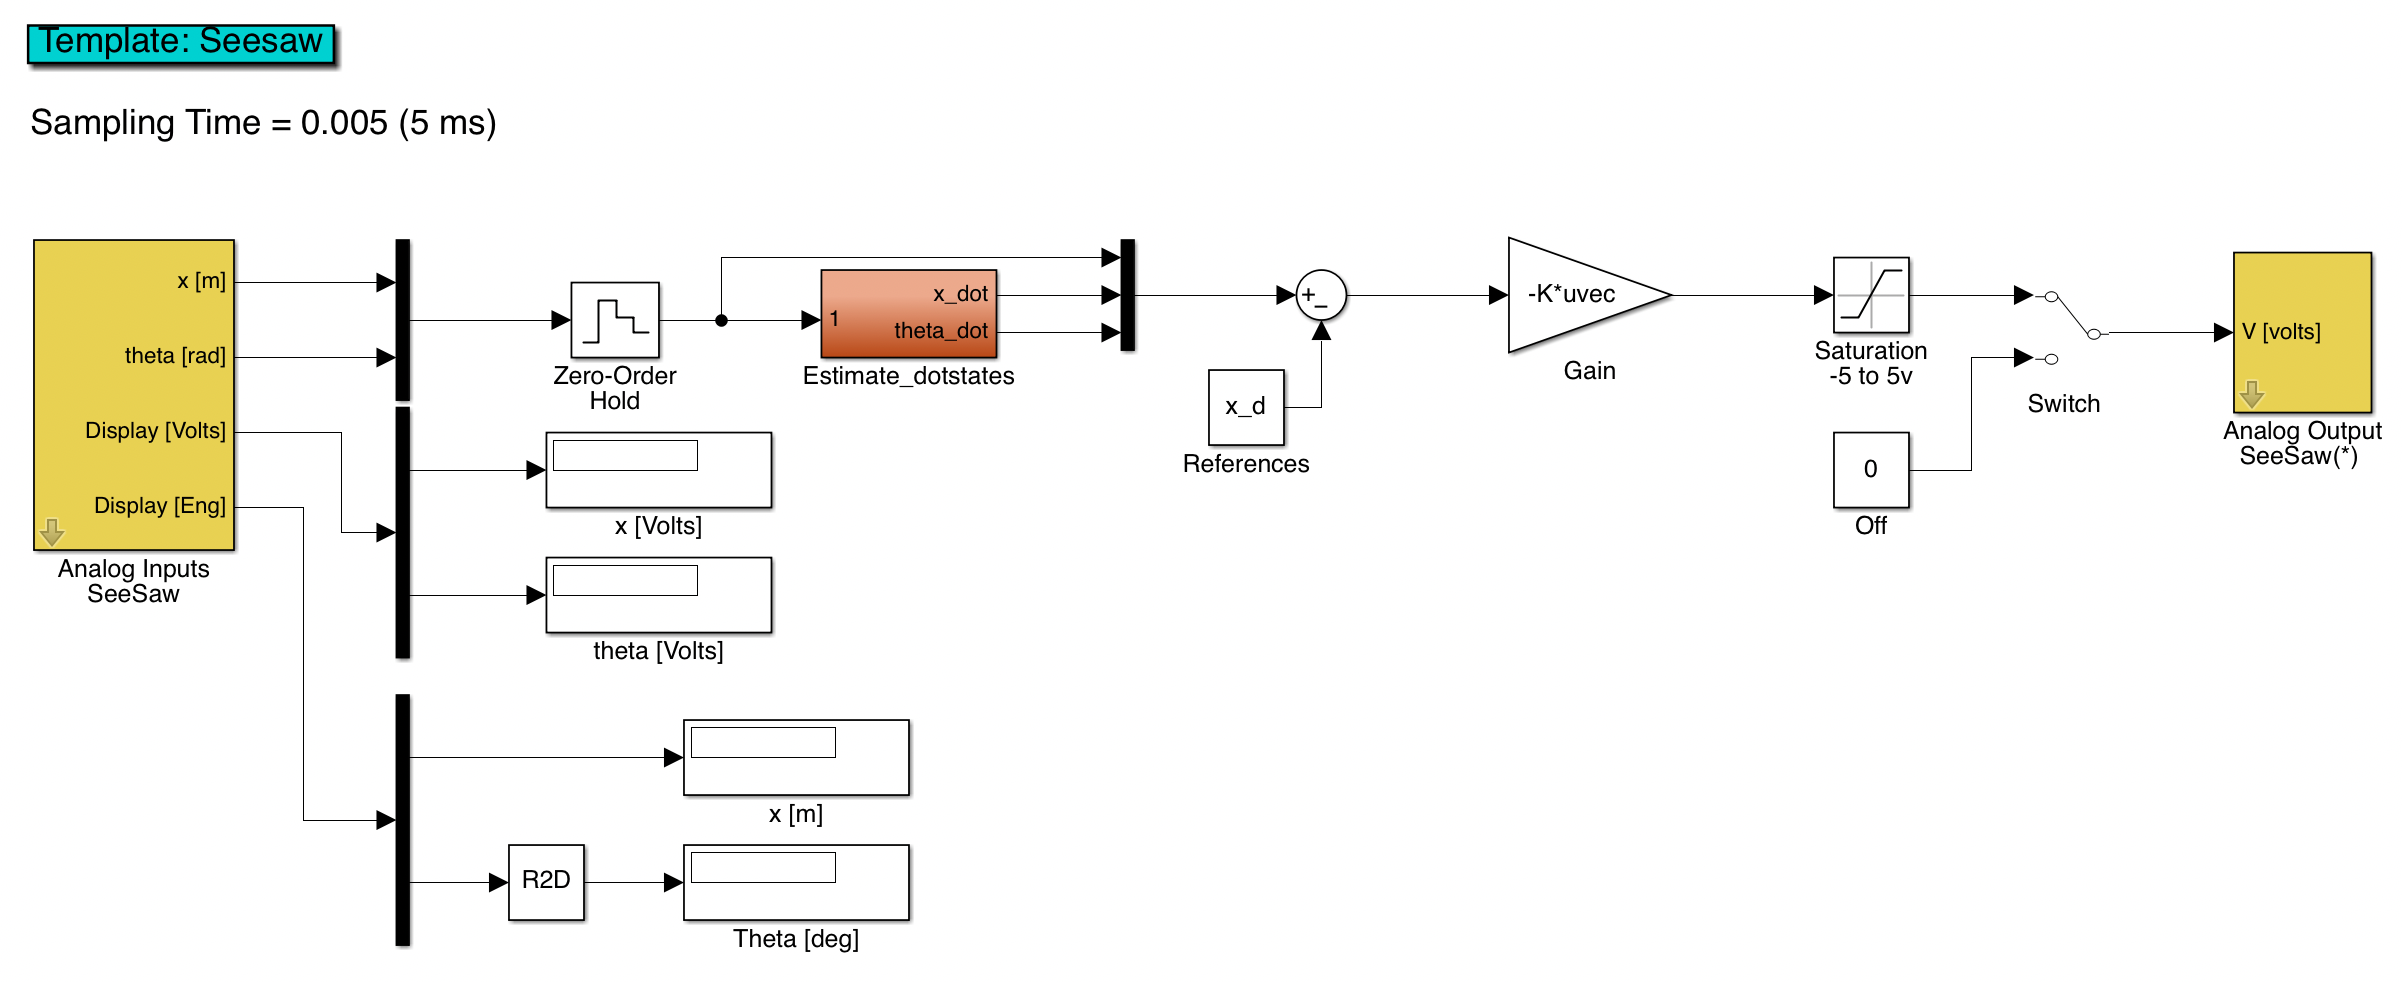 Template: Seesaw
Sampling Time = 0.005 (5 ms)
x [m]
theta [rad]
Display [Volts]
Display [Eng]
Analog Inputs
SeeSaw
Zero-Order
Hold
1
x_dot
theta_dot
Estimate_dotstates
x [Volts]
theta [Volts]
x [m]
R2D
Theta [deg]
+
_
x_d
References
-K*uvec
Gain
Saturation
-5 to 5v
0
Off
Switch
V [volts]
Analog Output
SeeSaw(*)